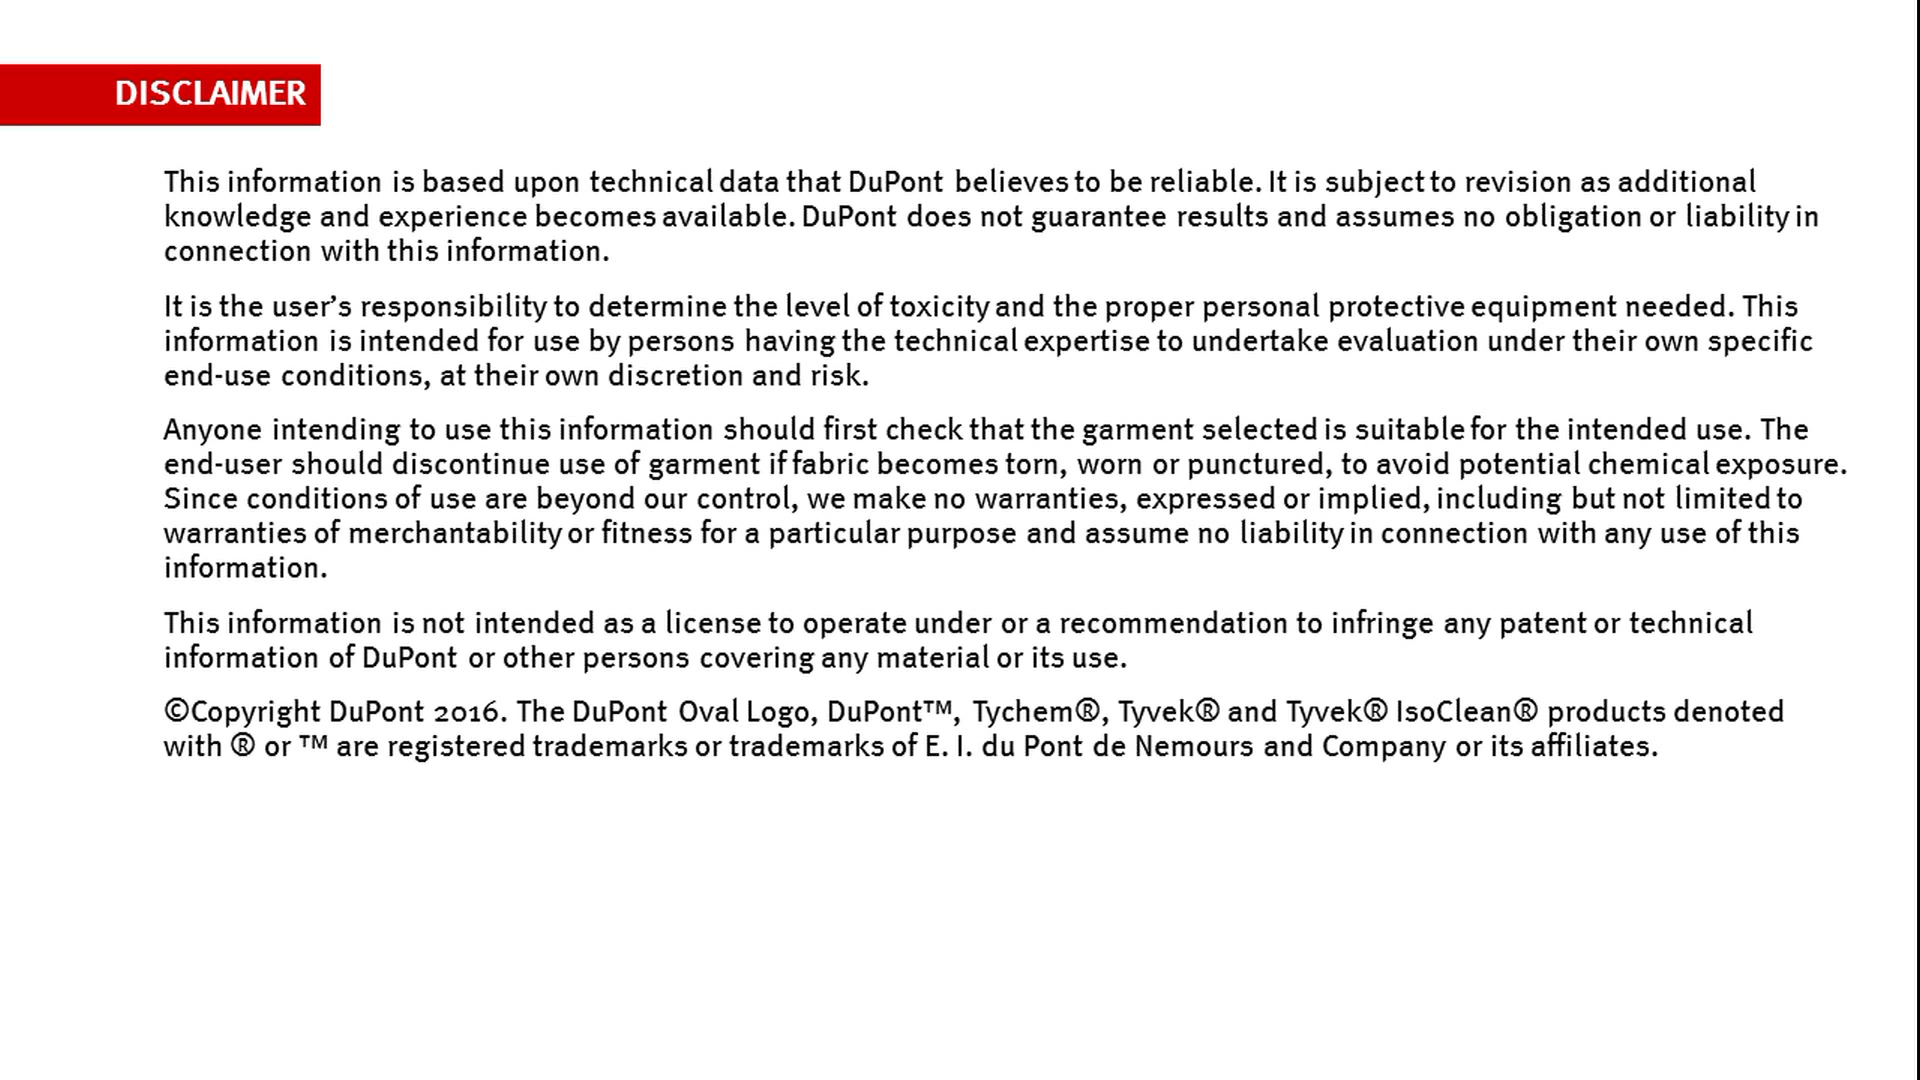 DISCLAIMER
This information is based upon technical data that DuPont believes to be reliable. It is subject to revision as additional
knowledge and experience becomes available. DuPont does not guarantee results and assumes no obligation or liability in
connection with this information.
It is the user’s responsibility to determine the level of toxicity and the proper personal protective equipment needed. This
information is intended for use by persons having the technical expertise to undertake evaluation under their own specific
end-use conditions, at their own discretion and risk.
Anyone intending to use this information should first check that the garment selected is suitable for the intended use. The
end-user should discontinue use of garment if fabric becomes torn, worn or punctured, to avoid potential chemical exposure.
Since conditions of use are beyond our control, we make no warranties, expressed or implied, including but not limited to
warranties of merchantability or fitness for a particular purpose and assume no liability in connection with any use of this
information.
This information is not intended as a license to operate under or a recommendation to infringe any patent or technical
information of DuPont or other persons covering any material or its use.
©Copyright DuPont 2016. The DuPont Oval Logo, DuPont™, Tychem®, Tyvek® and Tyvek® IsoClean® products denoted
with ® or ™ are registered trademarks or trademarks of E. I. du Pont de Nemours and Company or its affiliates.